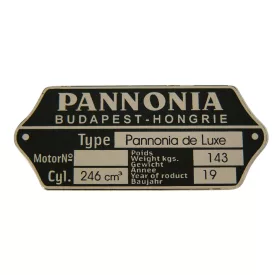 PANNONIA
BUDAPEST-HONGRIE
Type Pannonia de Luxe
MotorNº
Poids
Weight kgs. 143
Gewicht
Cyl. 246 cm³
Année
Year of roduct 19
Baujahr